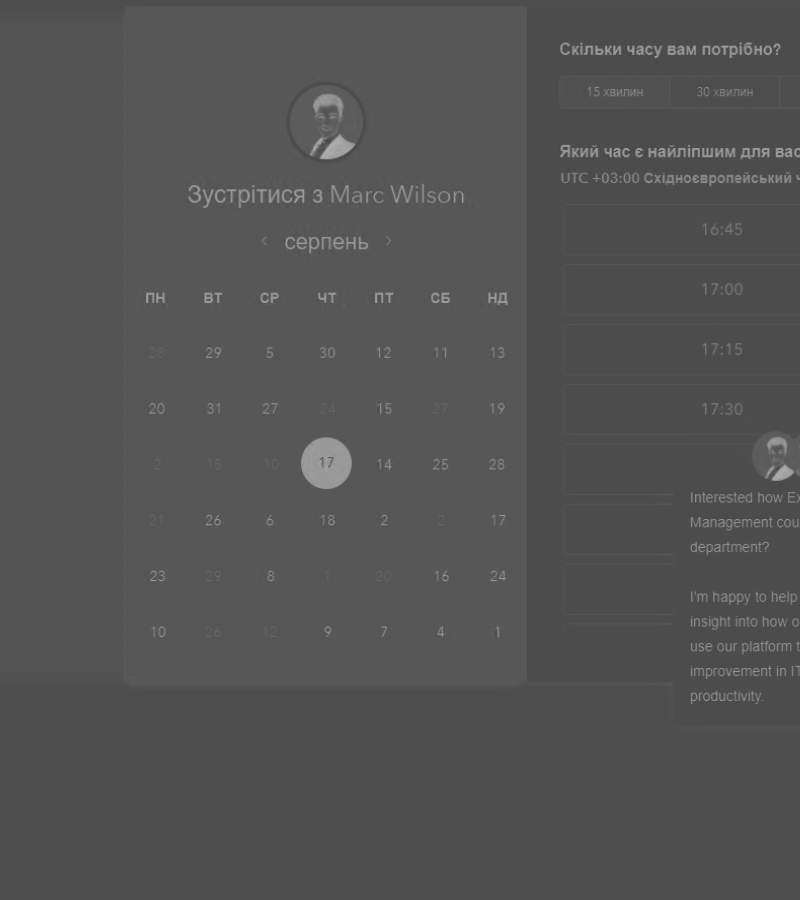 Зустрітися з Marc Wilson
серпень
ПН ВТ СР ЧТ ПТ СБ НД
28 29 5 30 12 11 13
20 31 27 24 15 27 19
2 15 10 17 14 25 28
21 26 6 18 2 2 17
23 29 8 1 20 16 24
10 26 12 9 7 4 1
Скільки часу вам потрібно?
15 хвилин 30 хвилин
Який час є найліпшим для вас
UTC +03:00 Східноєвропейський ч
16:45
17:00
17:15
17:30
Interested how Ex
Management cou
department?
I'm happy to help
insight into how o
use our platform t
improvement in IT
productivity.